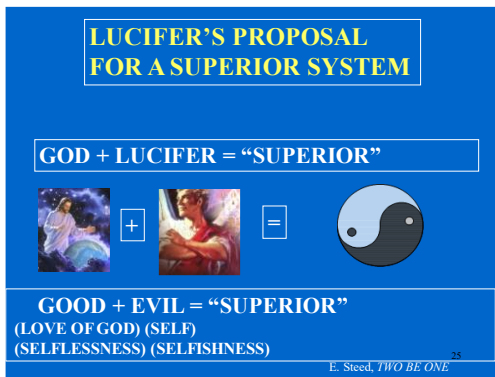 LUCIFER'S PROPOSAL
FOR A SUPERIOR SYSTEM
GOD + LUCIFER = “SUPERIOR”
+
=
GOOD + EVIL = “SUPERIOR”
(LOVE OF GOD) (SELF)
(SELFLESSNESS) (SELFISHNESS)
25
E. Steed, TWO BE ONE